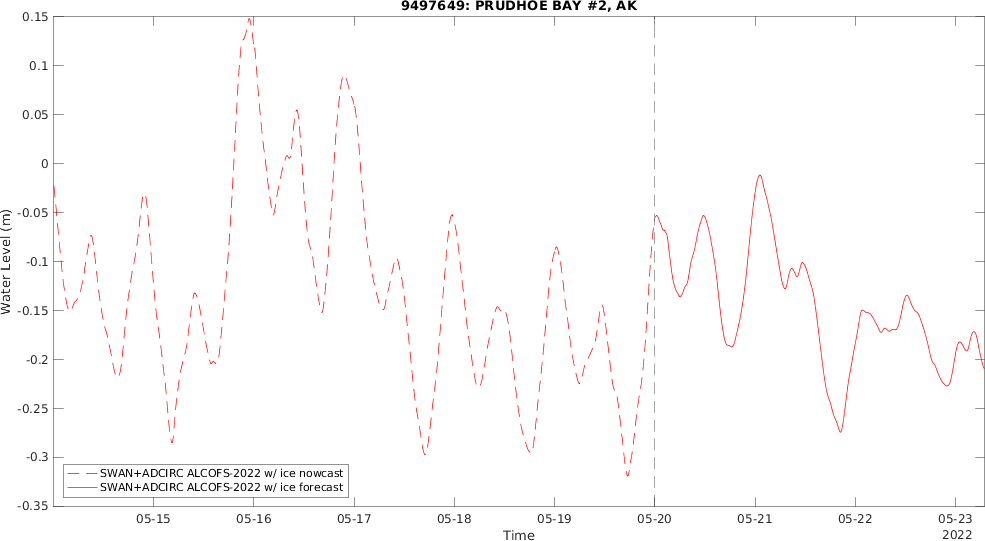 9497649: PRUDHOE BAY #2, AK
0.15
0.1
0.05
0
-0.05
-0.1
-0.15
-0.2
-0.25
-0.3
-0.35
Water Level (m)
SWAN+ADCIRC ALCOFS-2022 w/ ice nowcast
SWAN+ADCIRC ALCOFS-2022 w/ ice forecast
05-15 05-16 05-17 05-18 05-19 05-20 05-21 05-22 05-23
Time
2022